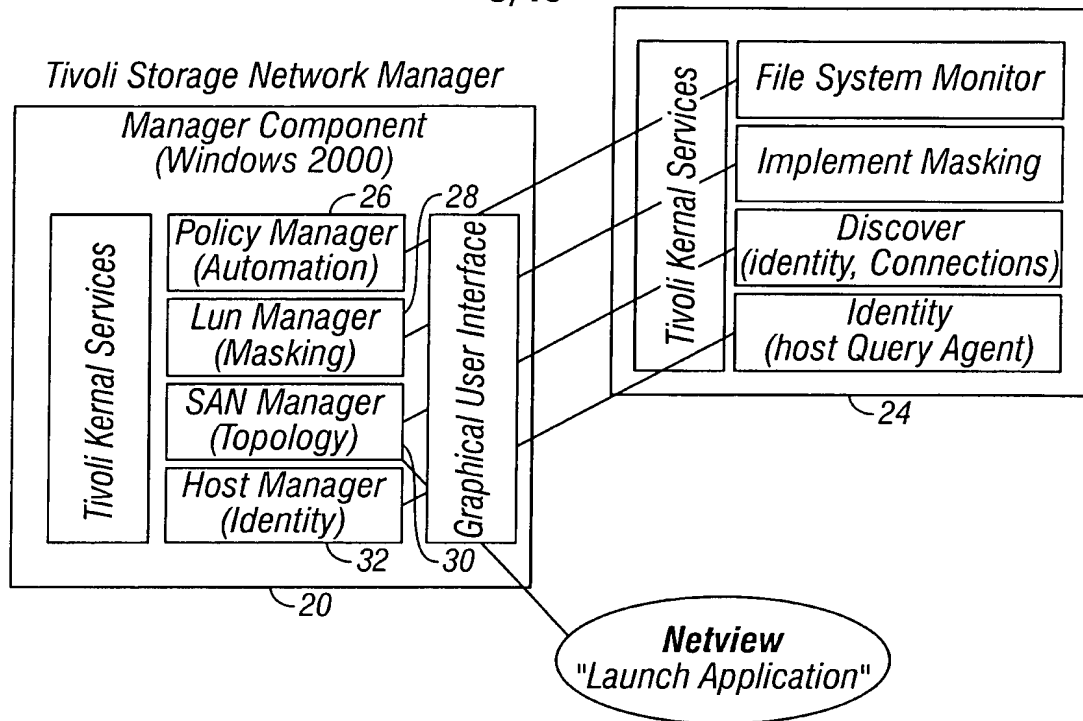 Tivoli Storage Network Manager
Manager Component
(Windows 2000)
Tivoli Kernal Services
26
28
Policy Manager
(Automation)
Lun Manager
(Masking)
SAN Manager
(Topology)
Host Manager
(Identity)
32
30
Graphical User Interface
20
Tivoli Kernal Services
File System Monitor
Implement Masking
Discover
(identity, Connections)
Identity
(host Query Agent)
24
Netview
"Launch Application"